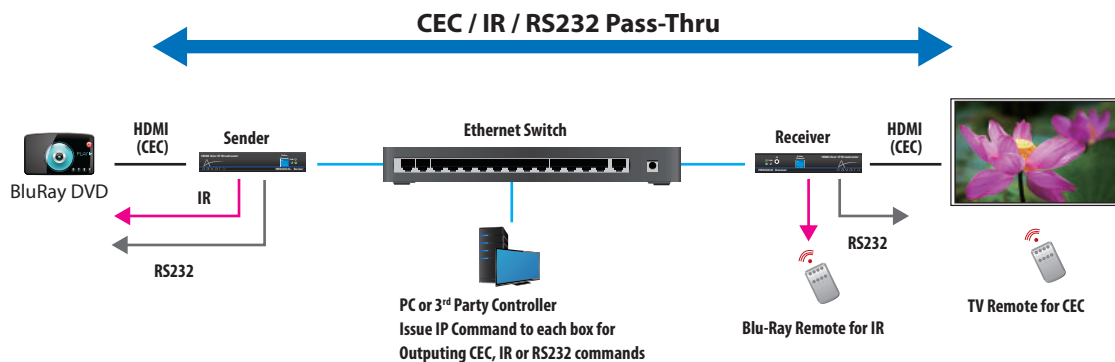 CEC / IR / RS232 Pass-Thru
HDMI
(CEC)
Sender
Ethernet Switch
Receiver
HDMI
(CEC)
PLAY
BluRay DVD
IR
RS232
RS232
PC or 3rd Party Controller
Issue IP Command to each box for
Outputing CEC, IR or RS232 commands
Blu-Ray Remote for IR
TV Remote for CEC